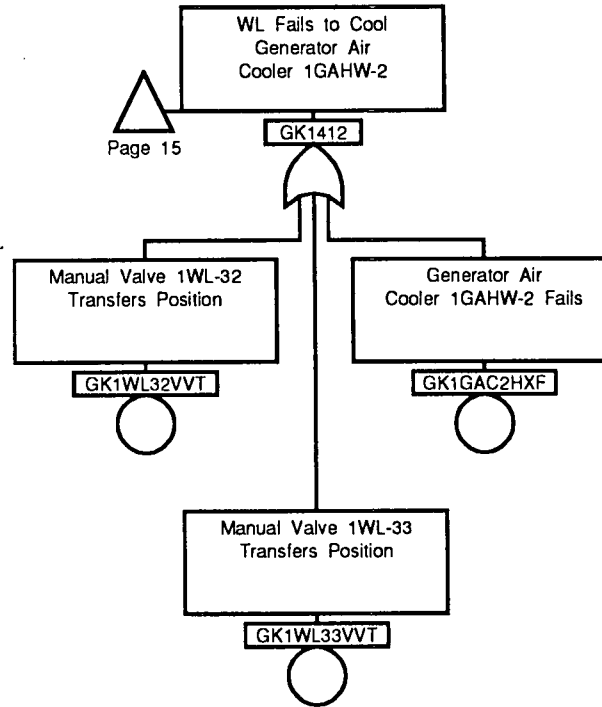 WL Fails to Cool
Generator Air
Cooler 1GAHW-2
Page 15
GK1412
Manual Valve 1WL-32
Transfers Position
GK1WL32VVT
Generator Air
Cooler 1GAHW-2 Fails
GK1GAC2HXF
Manual Valve 1WL-33
Transfers Position
GK1WL33VVT